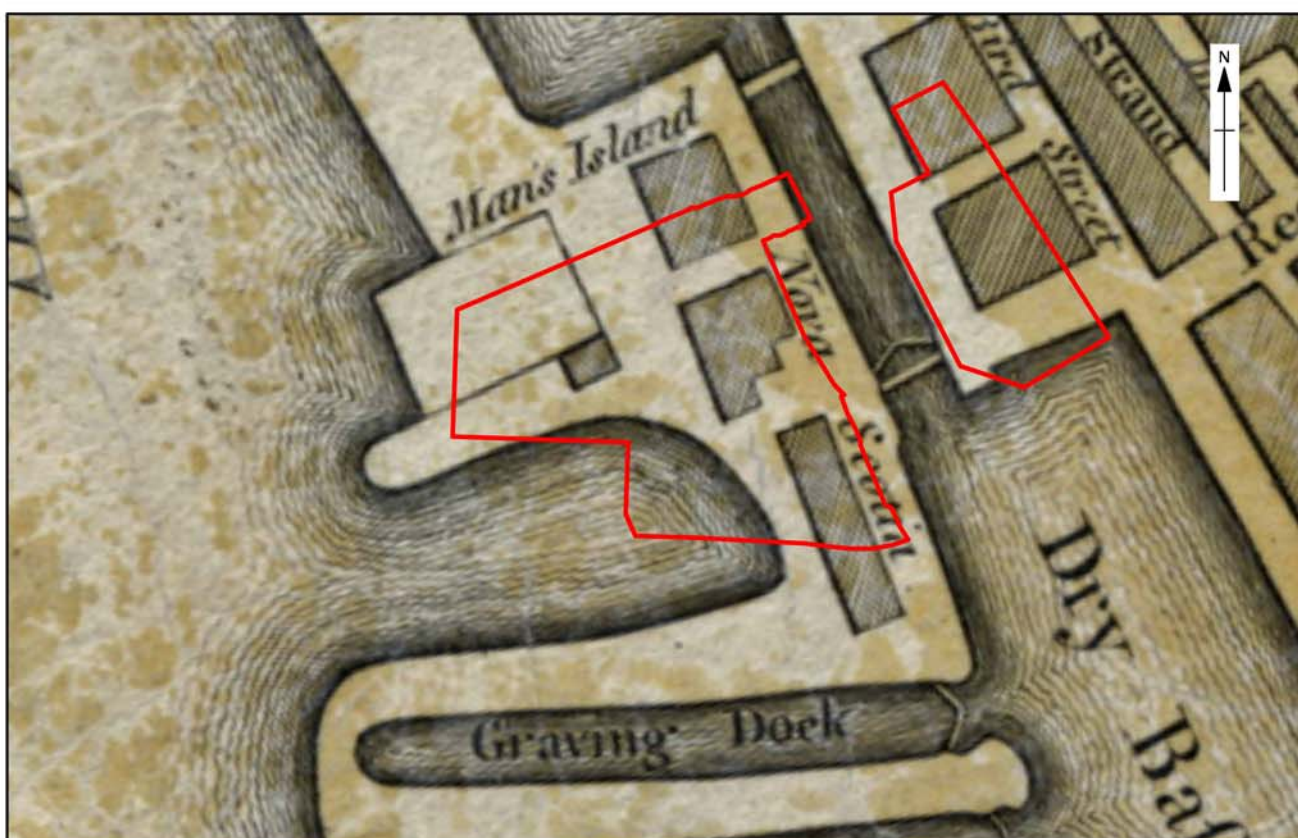 N
Bird
Street
Strand
Man's Island
Nova
Scotia
Re
Dry
Ba
Graving Dock